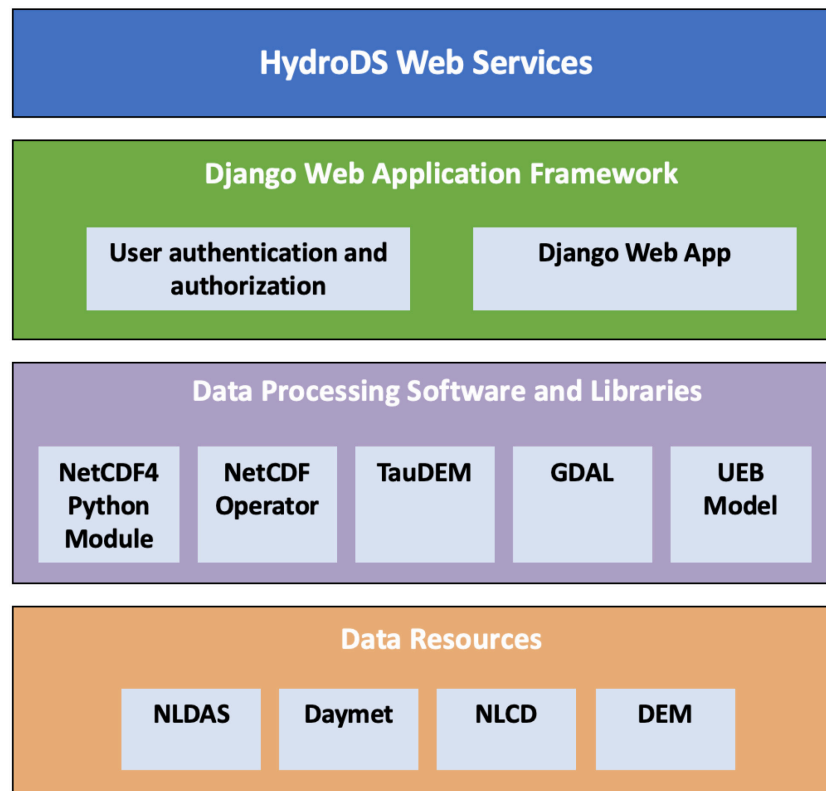 HydroDS Web Services
Django Web Application Framework
User authentication and
authorization
Django Web App
Data Processing Software and Libraries
NetCDF4
Python
Module
NetCDF
Operator
TauDEM
GDAL
UEB
Model
Data Resources
NLDAS
Daymet
NLCD
DEM